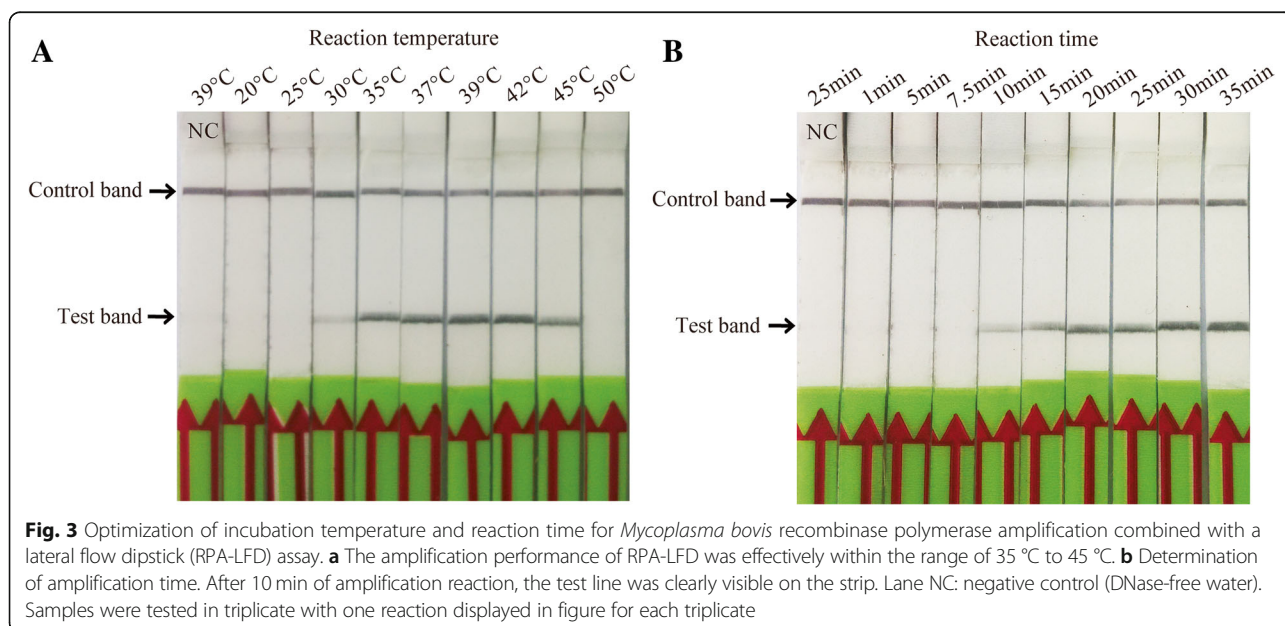 A
Reaction temperature
39°C 20°C 25°C 30°C 35°C 37°C 39°C 42°C 45°C 50°C
NC
Control band
Test band
B
Reaction time
25min 1min 5min 7.5min 10min 15min 20min 25min 30min 35min
NC
Control band
Test band
Fig. 3 Optimization of incubation temperature and reaction time for Mycoplasma bovis recombinase polymerase amplification combined with a
lateral flow dipstick (RPA-LFD) assay. a The amplification performance of RPA-LFD was effectively within the range of 35 °C to 45 °C. b Determination
of amplification time. After 10 min of amplification reaction, the test line was clearly visible on the strip. Lane NC: negative control (DNase-free water).
Samples were tested in triplicate with one reaction displayed in figure for each triplicate